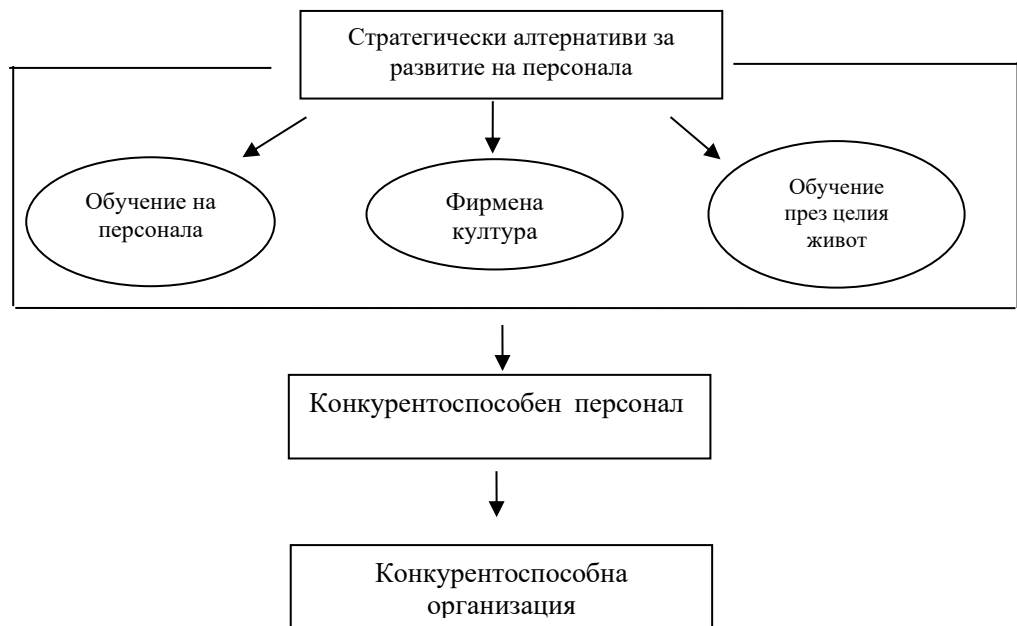 Стратегически алтернативи за
развитие на персонала
Обучение на
персонала
Фирмена
култура
Обучение
през целия
живот
Конкурентоспособен персонал
Конкурентоспособна
организация